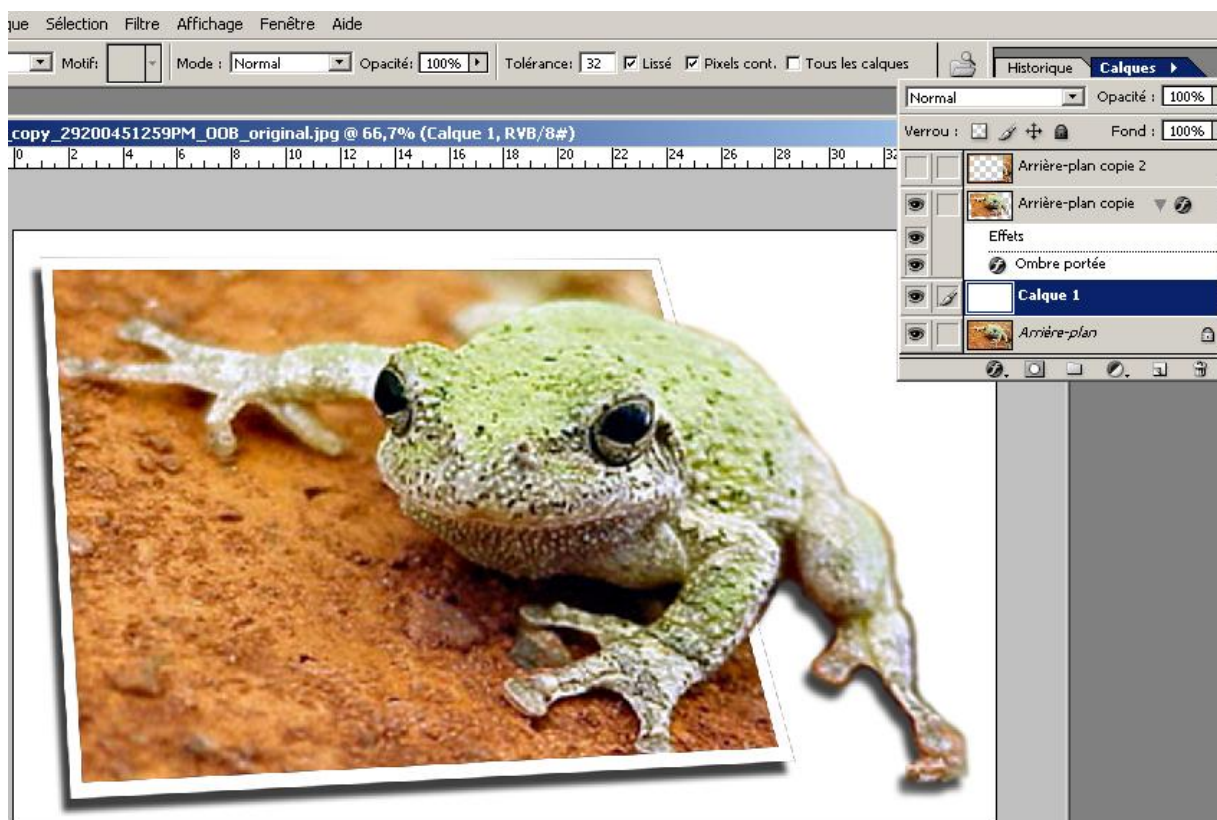 que Sélection Filtre Affichage Fenêtre Aide
Motif: Mode : Normal Opacité: 100% Tolérance: 32 Lissé Pixels cont. Tous les calques
Historique Calques
Normal Opacité : 100%
_copy_29200451259PM_OOB_original.jpg @ 66,7% (Calque 1, RVB/8#)
Verrou : Fond : 100%
0 2 4 6 8 10 12 14 16 18 20 22 24 26 28 30 32
Arrière-plan copie 2
Arrière-plan copie
Effets
Ombre portée
Calque 1
Arrière-plan